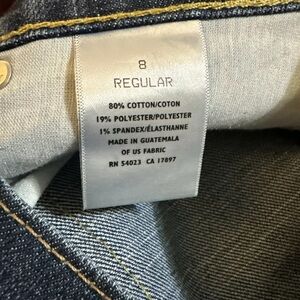 8
REGULAR
80% COTTON/COTON
19% POLYESTER/POLYESTER
1% SPANDEX/ÉLASTHANNE
MADE IN GUATEMALA
OF US FABRIC
RN 54023 CA 17897